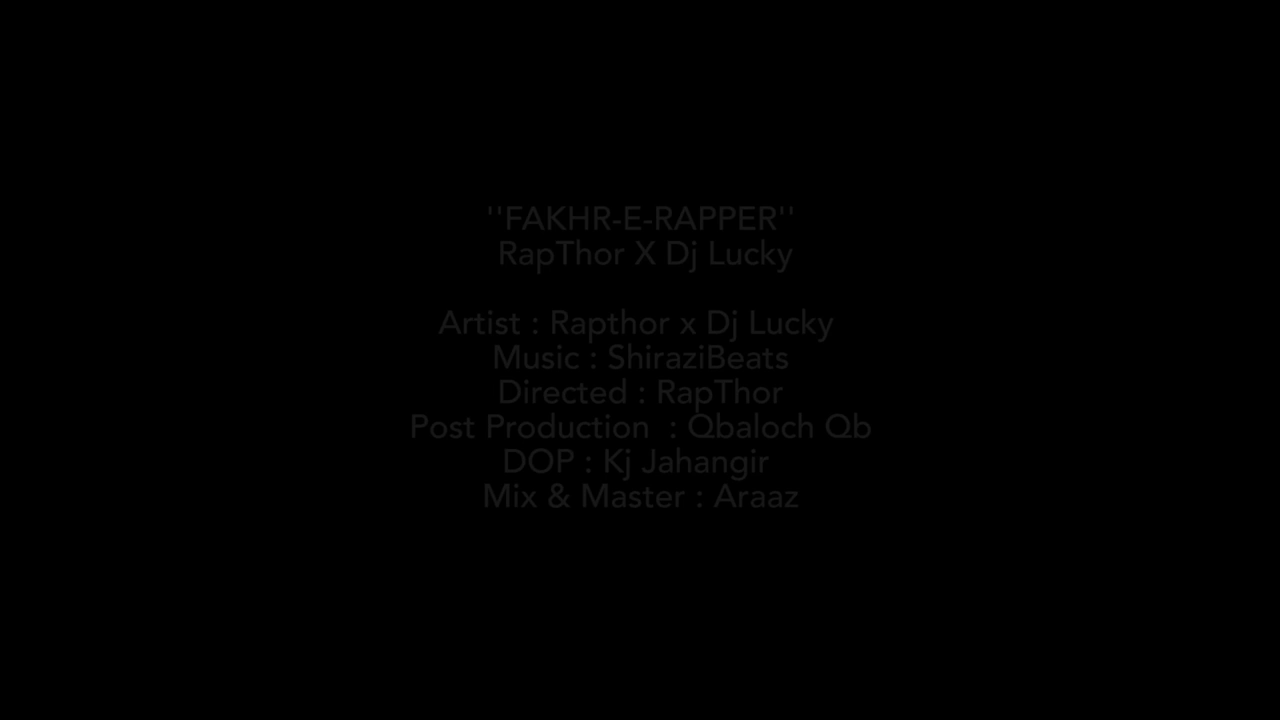 ''FAKHR-E-RAPPER''
RapThor X Dj Lucky
Artist : Rapthor x Dj Lucky
Music : ShiraziBeats
Directed : RapThor
Post Production  : Qbaloch Qb
DOP : Kj Jahangir
Mix & Master : Araaz